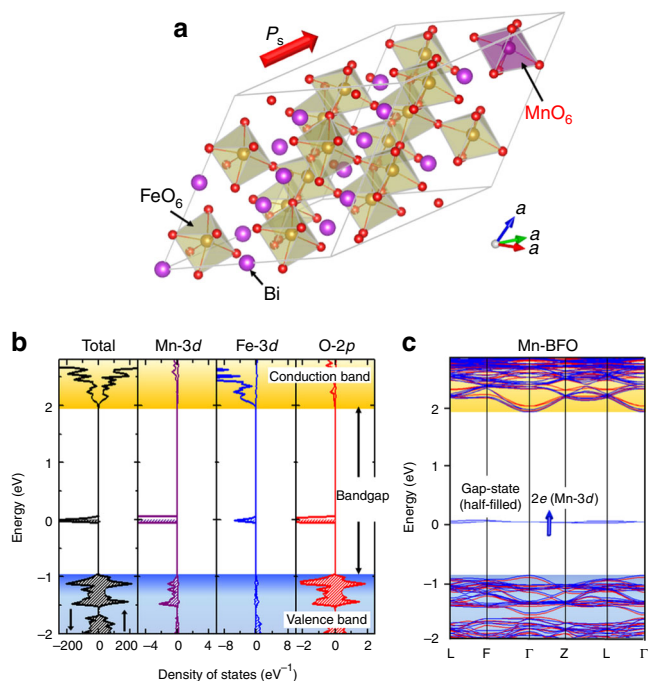 a
Ps
MnO6
FeO6
Bi
a
a
a
b
Total
Mn-3d
Fe-3d
O-2p
Energy (eV)
2
1
0
−1
−2
Conduction band
Bandgap
Valence band
−200
0
200
−4
0
4
−8
0
8
−2
0
2
Density of states (eV−1)
c
Mn-BFO
Energy (eV)
2
1
0
−1
−2
Gap-state
(half-filled)
2e (Mn-3d)
L
F
Γ
Z
L
Γ